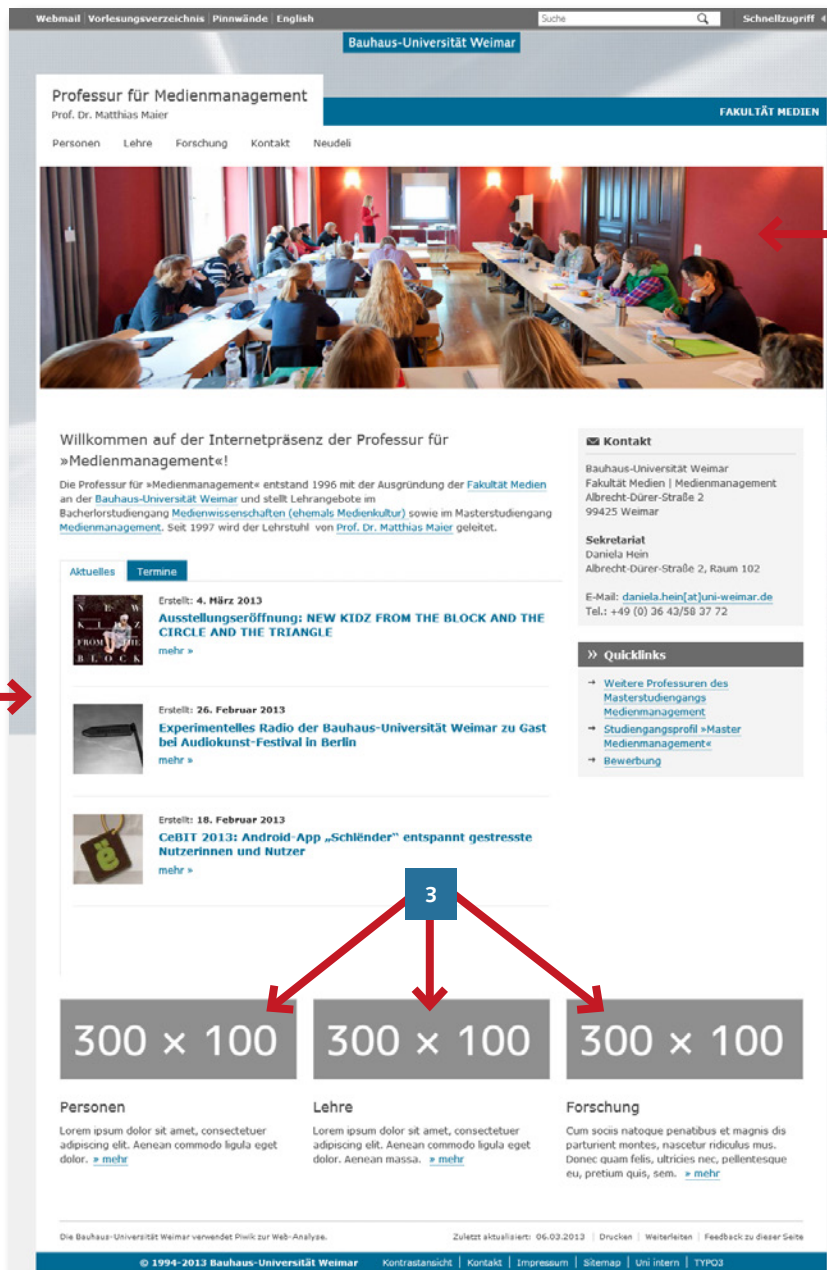 Webmail Vorlesungsverzeichnis Pinnwände English
Suche
Schnellzugriff
Bauhaus-Universität Weimar
Professur für Medienmanagement
Prof. Dr. Matthias Maier
FAKULTÄT MEDIEN
Personen Lehre Forschung Kontakt Neudeli
Willkommen auf der Internetpräsenz der Professur für
»Medienmanagement«!
Die Professur für »Medienmanagement« entstand 1996 mit der Ausgründung der Fakultät Medien
an der Bauhaus-Universität Weimar und stellt Lehrangebote im
Bacherlorstudiengang Medienwissenschaften (ehemals Medienkultur) sowie im Masterstudiengang
Medienmanagement. Seit 1997 wird der Lehrstuhl von Prof. Dr. Matthias Maier geleitet.
Aktuelles Termine
NEW
KIDZ
FROM THE
BLOCK
Erstellt: 4. März 2013
Ausstellungseröffnung: NEW KIDZ FROM THE BLOCK AND THE
CIRCLE AND THE TRIANGLE
mehr »
Erstellt: 26. Februar 2013
Experimentelles Radio der Bauhaus-Universität Weimar zu Gast
bei Audiokunst-Festival in Berlin
mehr »
ë
Erstellt: 18. Februar 2013
CeBIT 2013: Android-App „Schlënder“ entspannt gestresste
Nutzerinnen und Nutzer
mehr »
Kontakt
Bauhaus-Universität Weimar
Fakultät Medien | Medienmanagement
Albrecht-Dürer-Straße 2
99425 Weimar
Sekretariat
Daniela Hein
Albrecht-Dürer-Straße 2, Raum 102
E-Mail: daniela.hein[at]uni-weimar.de
Tel.: +49 (0) 36 43/58 37 72
» Quicklinks
→ Weitere Professuren des
Masterstudiengangs
Medienmanagement
→ Studiengangsprofil »Master
Medienmanagement«
→ Bewerbung
3
300 × 100
300 × 100
300 × 100
Personen
Lorem ipsum dolor sit amet, consectetuer
adipiscing elit. Aenean commodo ligula eget
dolor. » mehr
Lehre
Lorem ipsum dolor sit amet, consectetuer
adipiscing elit. Aenean commodo ligula eget
dolor. Aenean massa. » mehr
Forschung
Cum sociis natoque penatibus et magnis dis
parturient montes, nascetur ridiculus mus.
Donec quam felis, ultricies nec, pellentesque
eu, pretium quis, sem. » mehr
Die Bauhaus-Universität Weimar verwendet Piwik zur Web-Analyse.
Zuletzt aktualisiert: 06.03.2013 | Drucken | Weiterleiten | Feedback zu dieser Seite
© 1994-2013 Bauhaus-Universität Weimar Kontrastansicht | Kontakt | Impressum | Sitemap | Uni intern | TYPO3